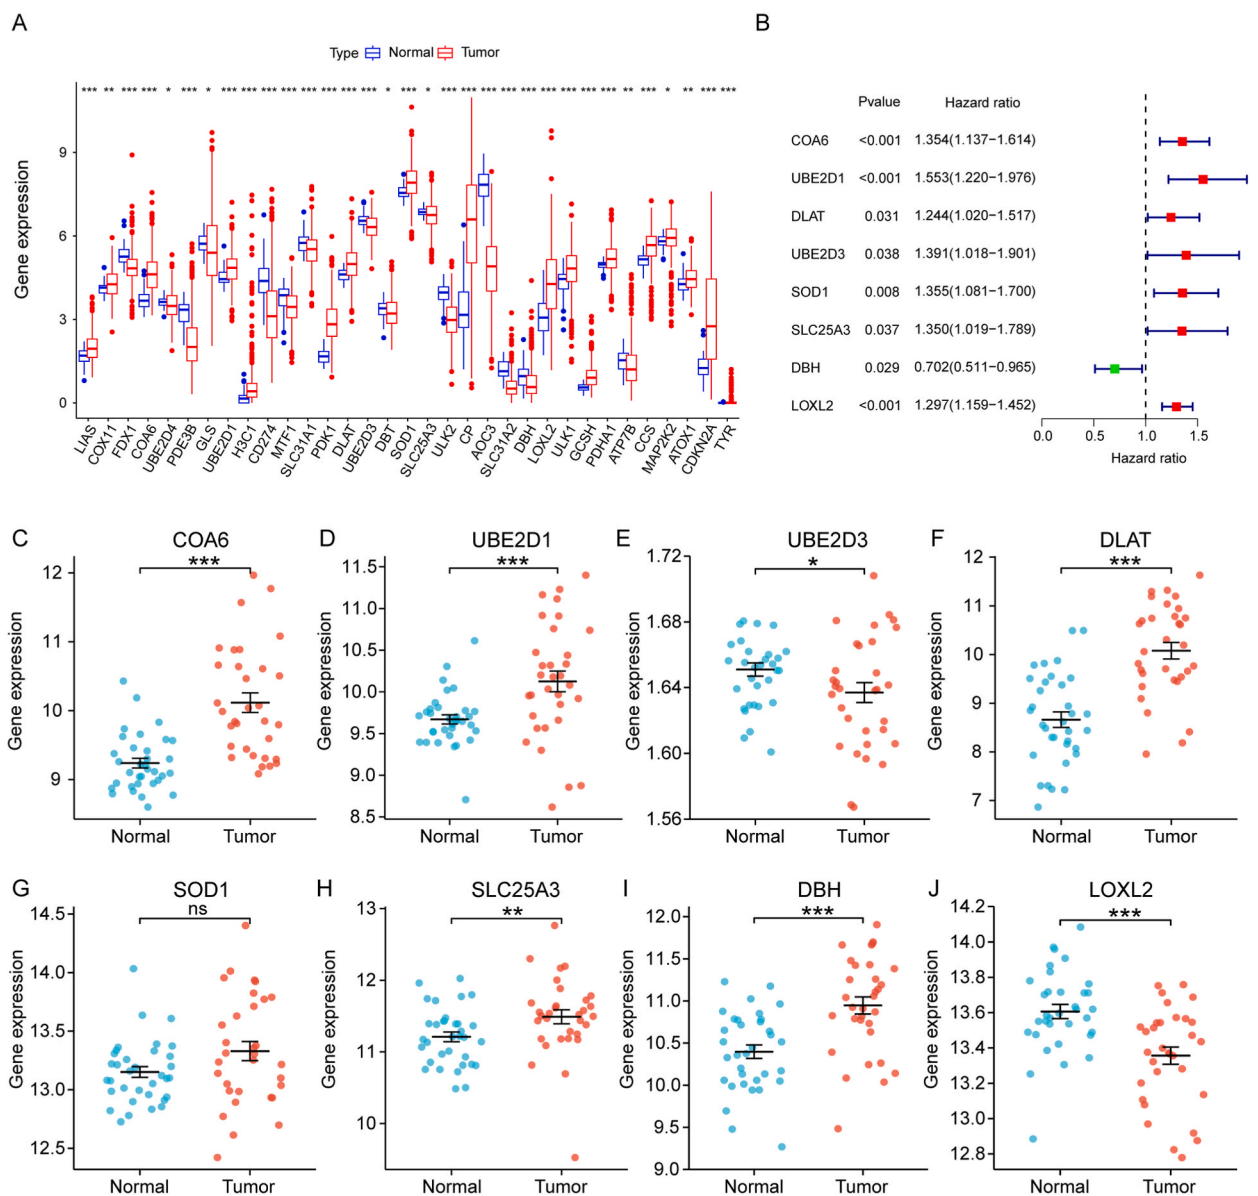 A
Type Normal Tumor
*** ** *** *** * *** * *** *** *** *** *** *** *** *** * *** * *** *** *** *** *** *** *** *** *** ** *** * ** *** ***
Gene expression
9
6
3
0
LIAS
COX11
FDX1
COA6
UBE2D4
PDE3B
GLS
UBE2D1
H3C1
CD274
MTF1
SLC31A1
PDK1
DLAT
UBE2D3
DBT
SOD1
SLC25A3
ULK2
CP
AOC3
SLC31A2
DBH
LOXL2
ULK1
GCSH
PDHA1
ATP7B
CCS
MAP2K2
ATOX1
CDKN2A
TYR
B
Pvalue Hazard ratio
COA6 <0.001 1.354(1.137−1.614)
UBE2D1 <0.001 1.553(1.220−1.976)
DLAT 0.031 1.244(1.020−1.517)
UBE2D3 0.038 1.391(1.018−1.901)
SOD1 0.008 1.355(1.081−1.700)
SLC25A3 0.037 1.350(1.019−1.789)
DBH 0.029 0.702(0.511−0.965)
LOXL2 <0.001 1.297(1.159−1.452)
0.0 0.5 1.0 1.5
Hazard ratio
C
COA6
***
Gene expression
12
11
10
9
Normal Tumor
D
UBE2D1
***
Gene expression
11.5
11.0
10.5
10.0
9.5
9.0
8.5
Normal Tumor
E
UBE2D3
*
Gene expression
1.72
1.68
1.64
1.60
1.56
Normal Tumor
F
DLAT
***
Gene expression
12
11
10
9
8
7
Normal Tumor
G
SOD1
ns
Gene expression
14.5
14.0
13.5
13.0
12.5
Normal Tumor
H
SLC25A3
**
Gene expression
13
12
11
10
Normal Tumor
I
DBH
***
Gene expression
12.0
11.5
11.0
10.5
10.0
9.5
9.0
Normal Tumor
J
LOXL2
***
Gene expression
14.2
14.0
13.8
13.6
13.4
13.2
13.0
12.8
Normal Tumor